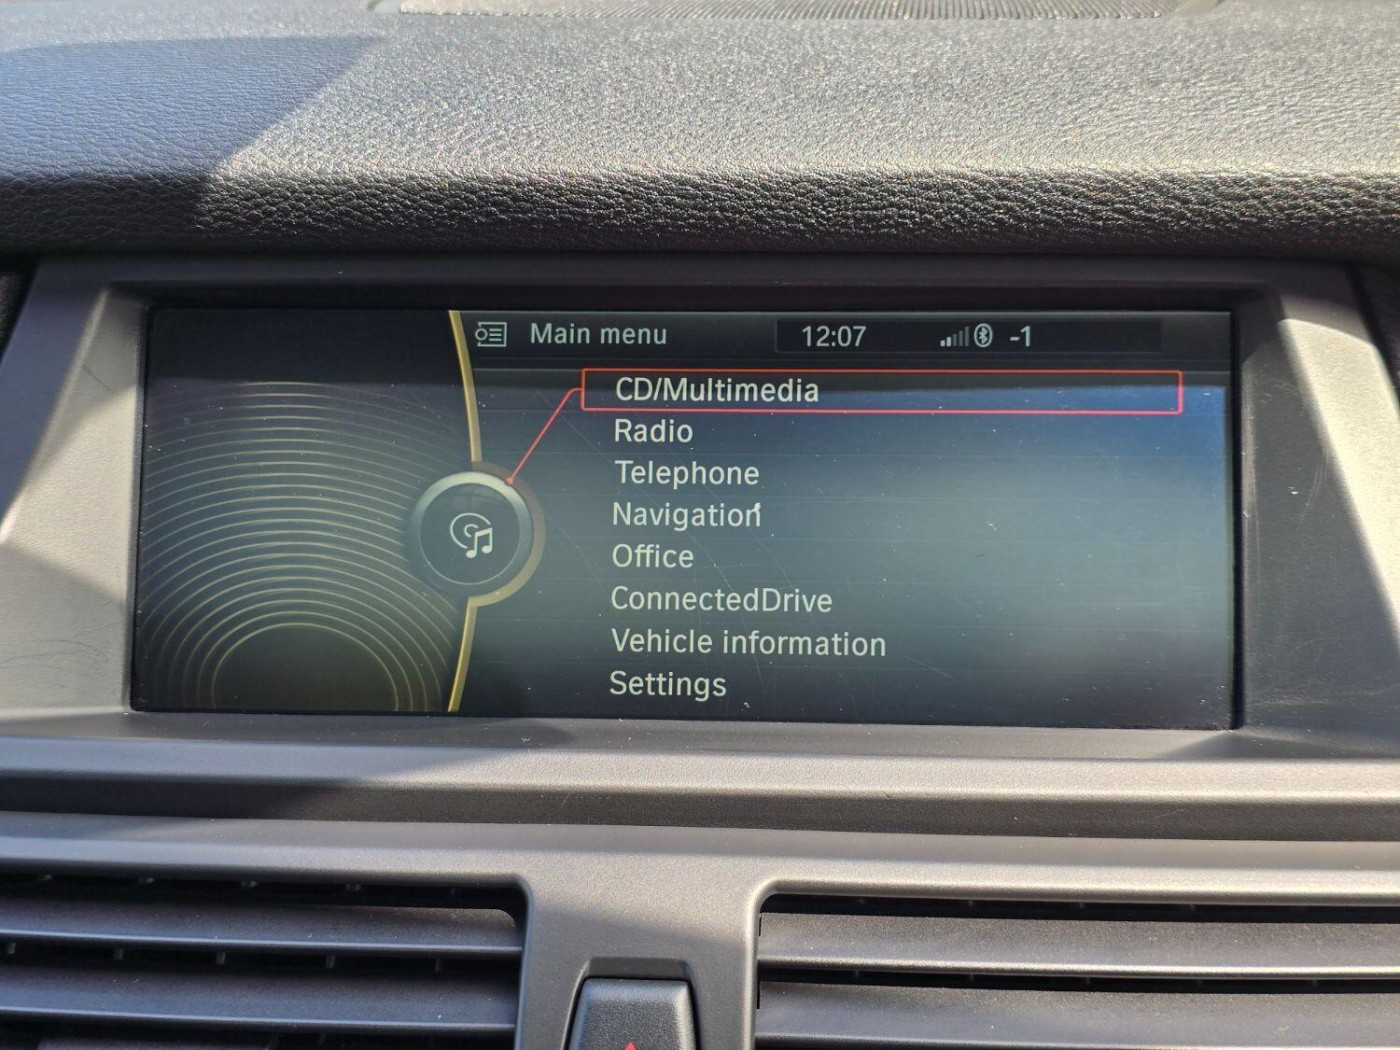 Main menu 12:07 -1
CD/Multimedia
Radio
Telephone
Navigation
Office
ConnectedDrive
Vehicle information
Settings